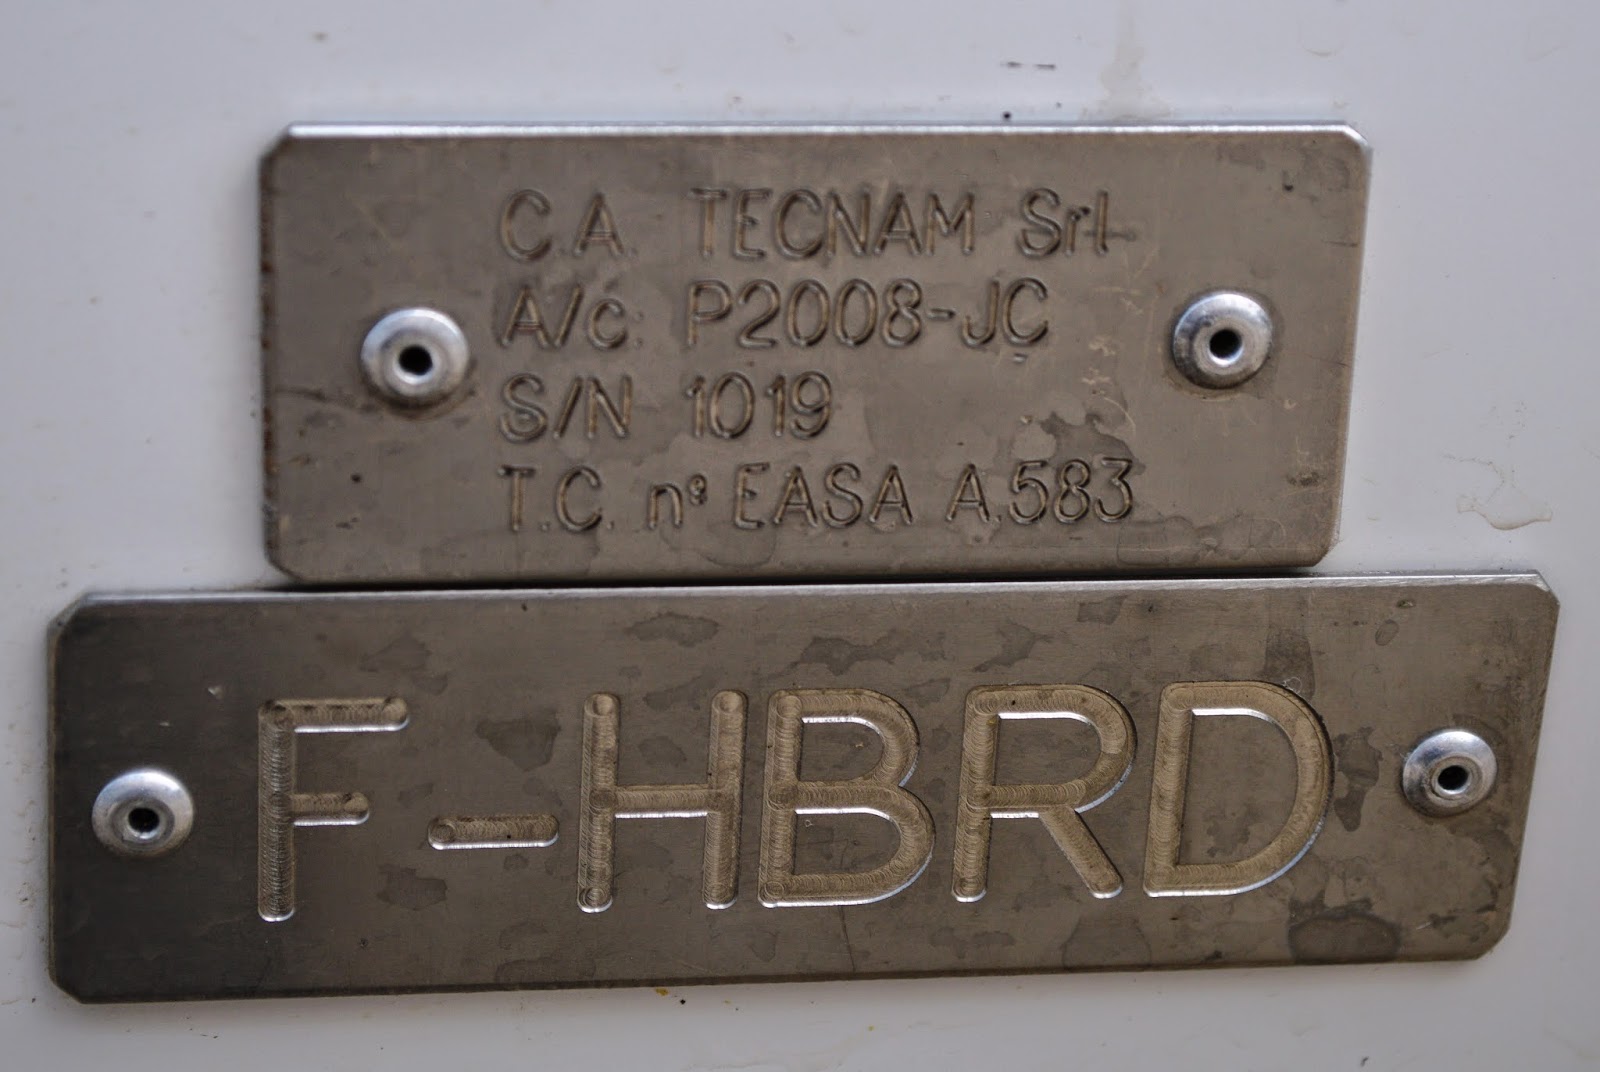 C.A. TECNAM Srl
A/c: P2008-JC
S/N 1019
T.C. nº EASA A.583
F-HBRD